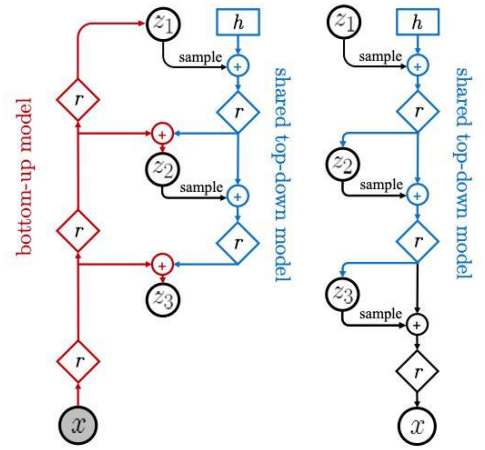 z₁
h
z₁
h
sample
+
sample
+
r
r
r
+
z₂
sample
+
z₂
sample
+
r
r
r
+
z₃
z₃
sample
+
r
r
x
x
bottom-up model
shared top-down model
shared top-down model